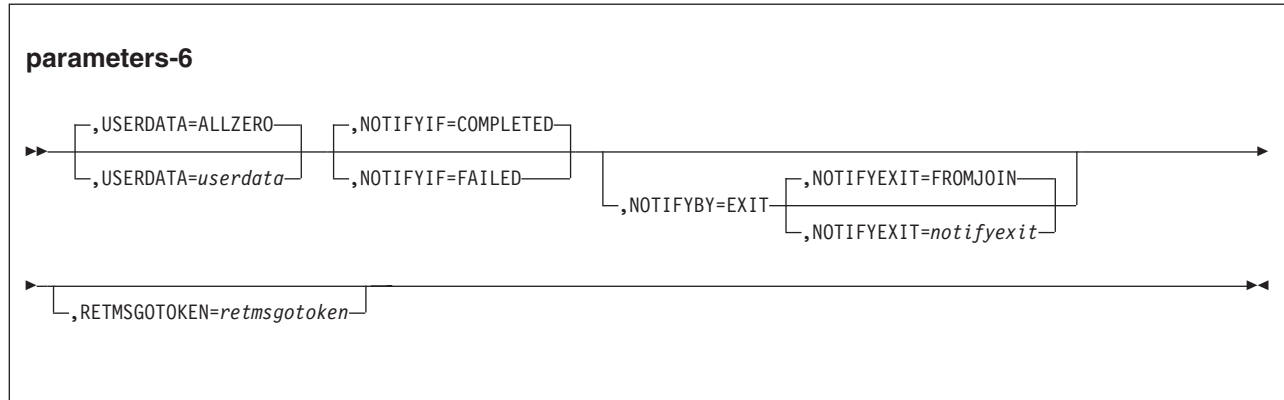 parameters-6
,USERDATA=ALLZERO ,NOTIFYIF=COMPLETED
,USERDATA=userdata ,NOTIFYIF=FAILED ,NOTIFYEXIT=FROMJOIN
,NOTIFYBY=EXIT
,NOTIFYEXIT=notifyexit
,RETMSGOTOKEN=retmsgotoken